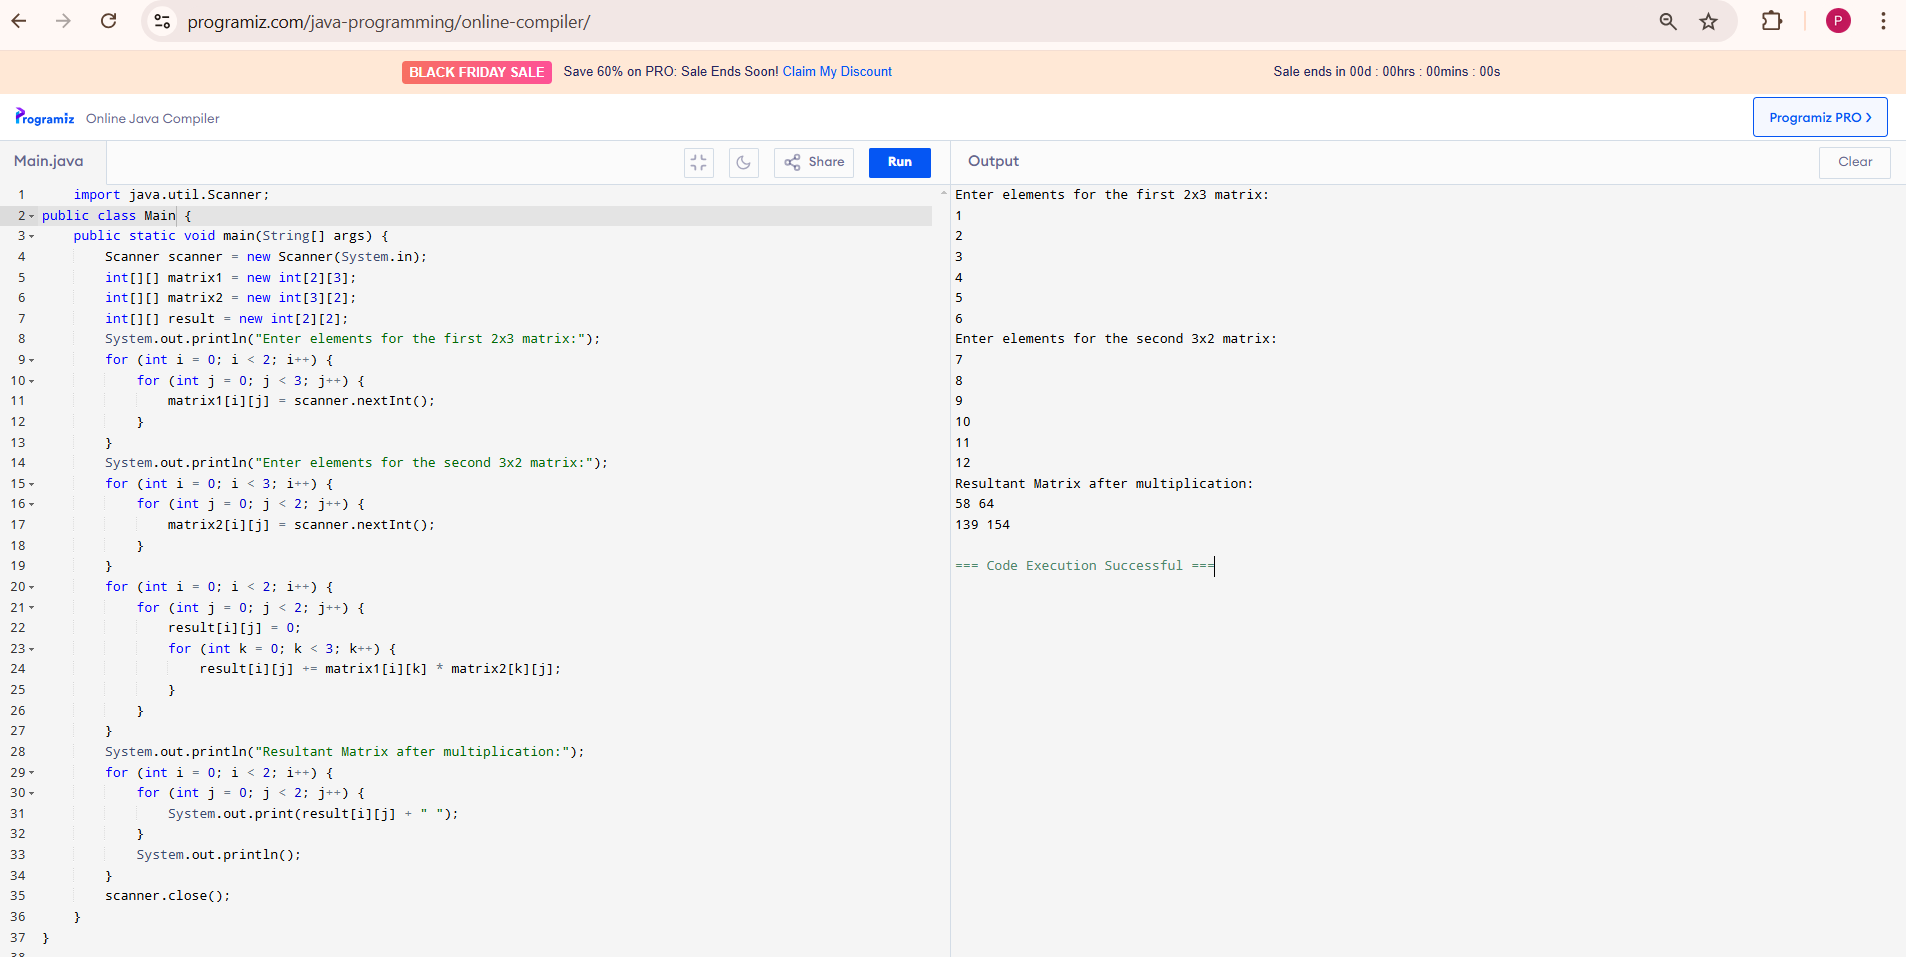 programiz.com/java-programming/online-compiler/
P
BLACK FRIDAY SALE Save 60% on PRO: Sale Ends Soon! Claim My Discount Sale ends in 00d : 00hrs : 00mins : 00s
Programiz Online Java Compiler Programiz PRO
Main.java Share Run
1 import java.util.Scanner;
2 public class Main {
3 public static void main(String[] args) {
4 Scanner scanner = new Scanner(System.in);
5 int[][] matrix1 = new int[2][3];
6 int[][] matrix2 = new int[3][2];
7 int[][] result = new int[2][2];
8 System.out.println("Enter elements for the first 2x3 matrix:");
9 for (int i = 0; i < 2; i++) {
10 for (int j = 0; j < 3; j++) {
11 matrix1[i][j] = scanner.nextInt();
12 }
13 }
14 System.out.println("Enter elements for the second 3x2 matrix:");
15 for (int i = 0; i < 3; i++) {
16 for (int j = 0; j < 2; j++) {
17 matrix2[i][j] = scanner.nextInt();
18 }
19 }
20 for (int i = 0; i < 2; i++) {
21 for (int j = 0; j < 2; j++) {
22 result[i][j] = 0;
23 for (int k = 0; k < 3; k++) {
24 result[i][j] += matrix1[i][k] * matrix2[k][j];
25 }
26 }
27 }
28 System.out.println("Resultant Matrix after multiplication:");
29 for (int i = 0; i < 2; i++) {
30 for (int j = 0; j < 2; j++) {
31 System.out.print(result[i][j] + " ");
32 }
33 System.out.println();
34 }
35 scanner.close();
36 }
37 }
38
Output Clear
Enter elements for the first 2x3 matrix:
1
2
3
4
5
6
Enter elements for the second 3x2 matrix:
7
8
9
10
11
12
Resultant Matrix after multiplication:
58 64
139 154
=== Code Execution Successful ===